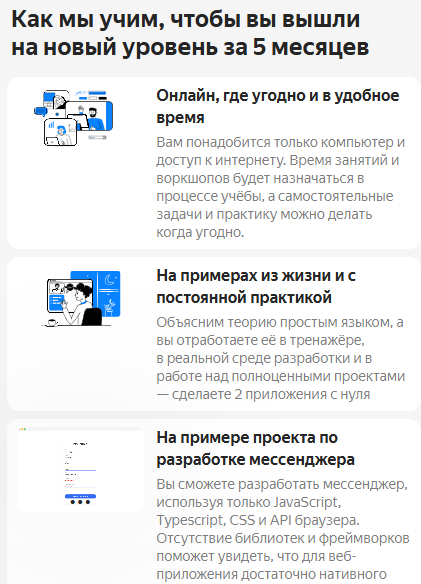 Как мы учим, чтобы вы вышли
на новый уровень за 5 месяцев
Онлайн, где угодно и в удобное
время
Вам понадобится только компьютер и
доступ к интернету. Время занятий и
воркшопов будет назначаться в
процессе учёбы, а самостоятельные
задачи и практику можно делать
когда угодно.
На примерах из жизни и с
постоянной практикой
Объясним теорию простым языком, а
вы отработаете её в тренажёре,
в реальной среде разработки и в
работе над полноценными проектами
— сделаете 2 приложения с нуля
На примере проекта по
разработке мессенджера
Вы сможете разработать мессенджер,
используя только JavaScript,
Typescript, CSS и API браузера.
Отсутствие библиотек и фреймворков
поможет увидеть, что для веб-
приложения достаточно нативного